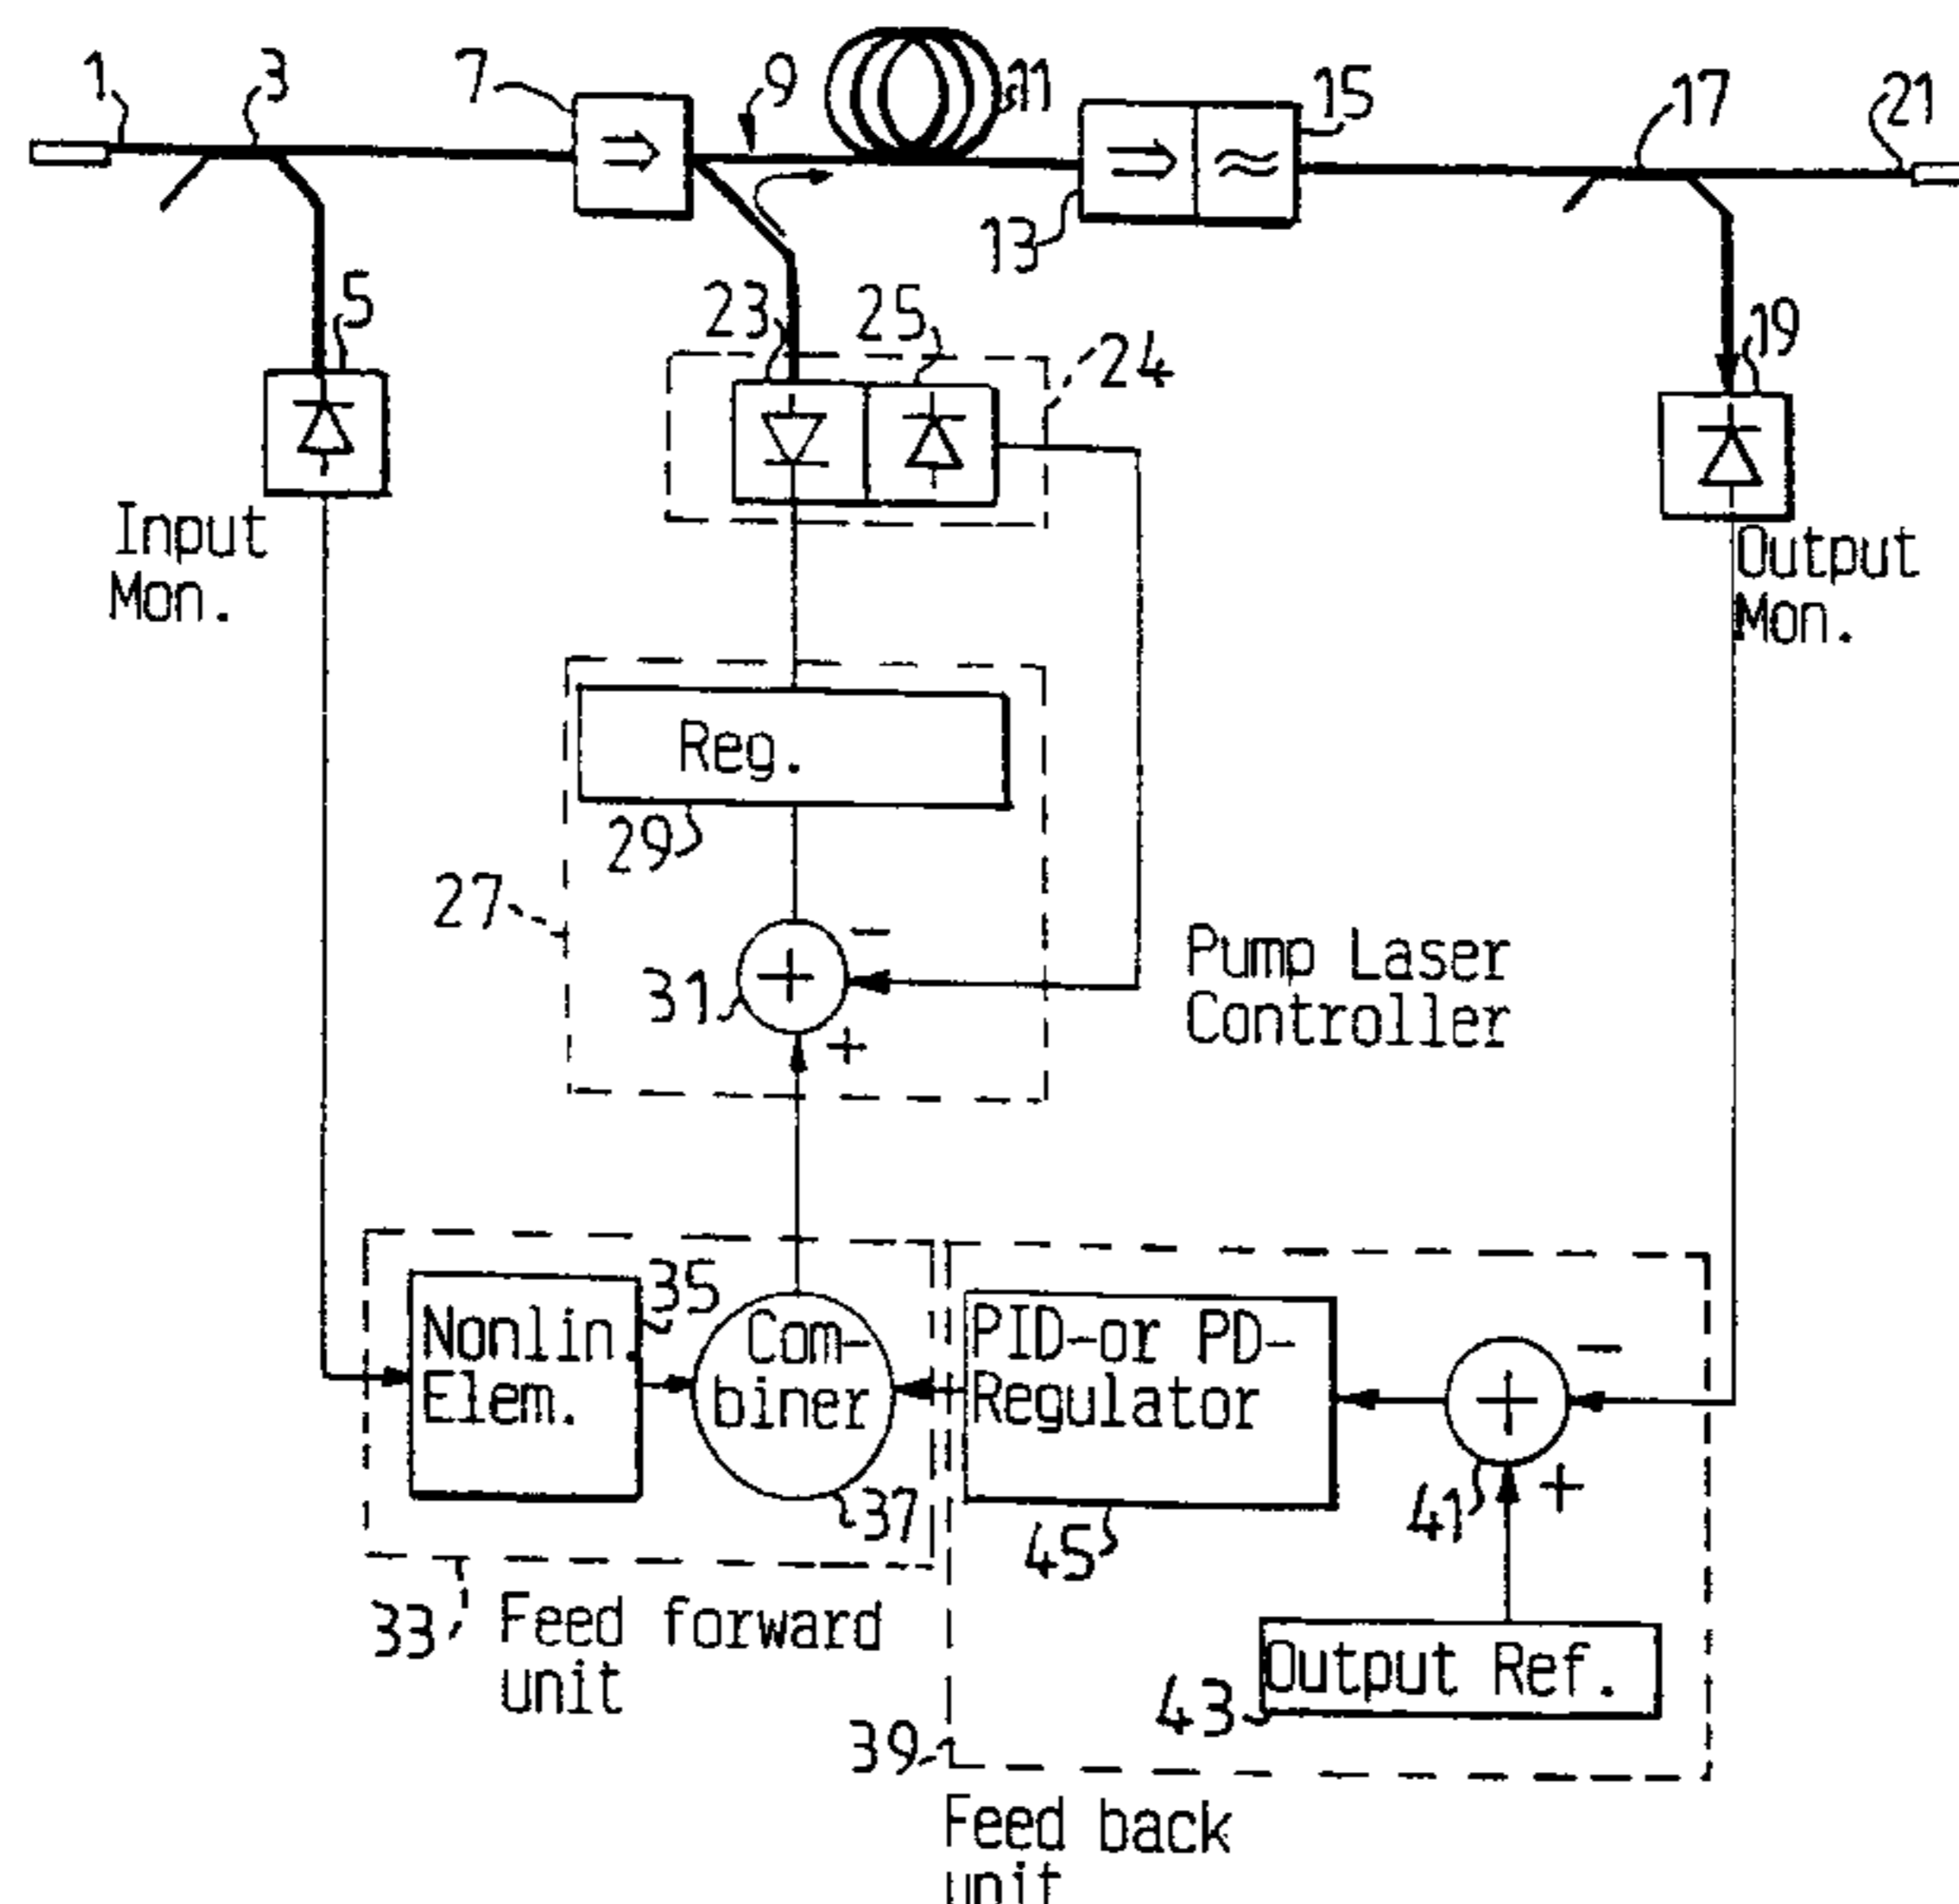 1
3
7
9
11
15
17
21
13
5
23
25
24
19
Input
Mon.
Output
Mon.
Reg.
29
27
-
31
+
Pump Laser
Controller
35
Nonlin.
Elem.
Com-
biner
37
PID-or PD-
Regulator
45
-
41
+
33
Feed forward
unit
Output Ref.
43
39
Feed back
unit